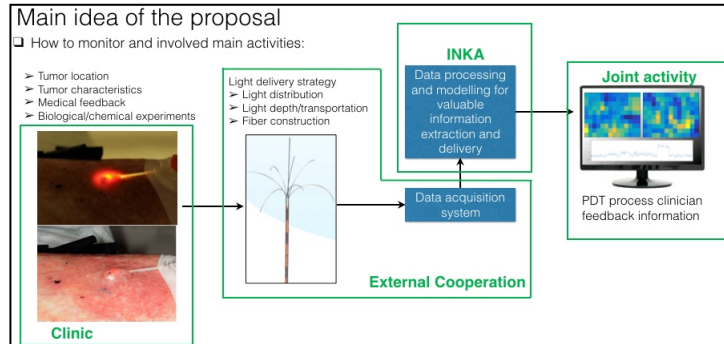 Main idea of the proposal
❑ How to monitor and involved main activities:
➢ Tumor location
➢ Tumor characteristics
➢ Medical feedback
➢ Biological/chemical experiments
Clinic
Light delivery strategy
➢ Light distribution
➢ Light depth/transportation
➢ Fiber construction
External Cooperation
Data acquisition
system
INKA
Data processing
and modelling for
valuable
information
extraction and
delivery
Joint activity
PDT process clinician
feedback information